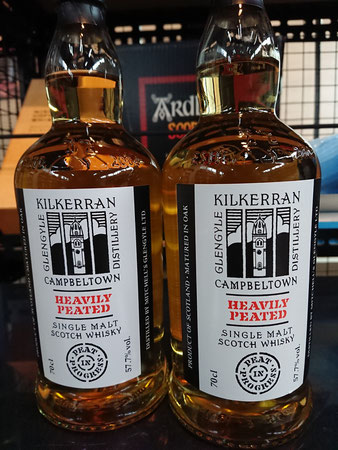 ARDB
SCO
KILKERRAN
GLENGYLE
DISTILLERY
CAMPBELTOWN
HEAVILY
PEATED
SINGLE MALT
SCOTCH WHISKY
PEAT
IN
PROGRESS
70cl
57.7%vol.
DISTILLED BY MITCHELL'S GLENGYLE LTD
PRODUCT OF SCOTLAND • MATURED IN OAK
KILKERRAN
GLENGYLE
DISTILLERY
CAMPBELTOWN
HEAVILY
PEATED
SINGLE MALT
SCOTCH WHISKY
PEAT
IN
PROGRESS
70cl
57.7%vol.